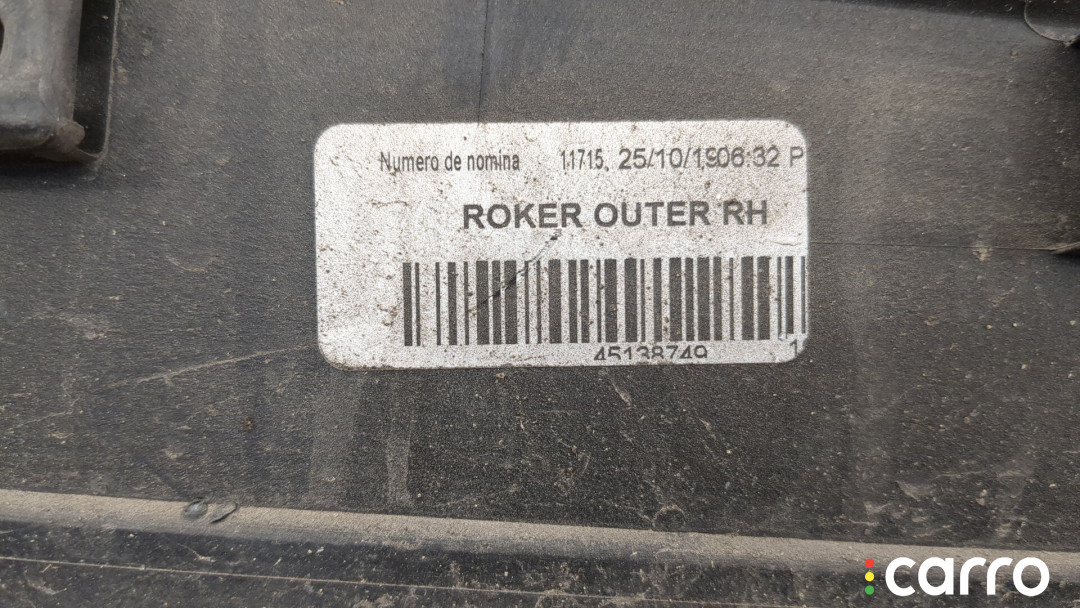 Numero de nomina 11715, 25/10/1906:32 P
ROKER OUTER RH
45138749
:carro